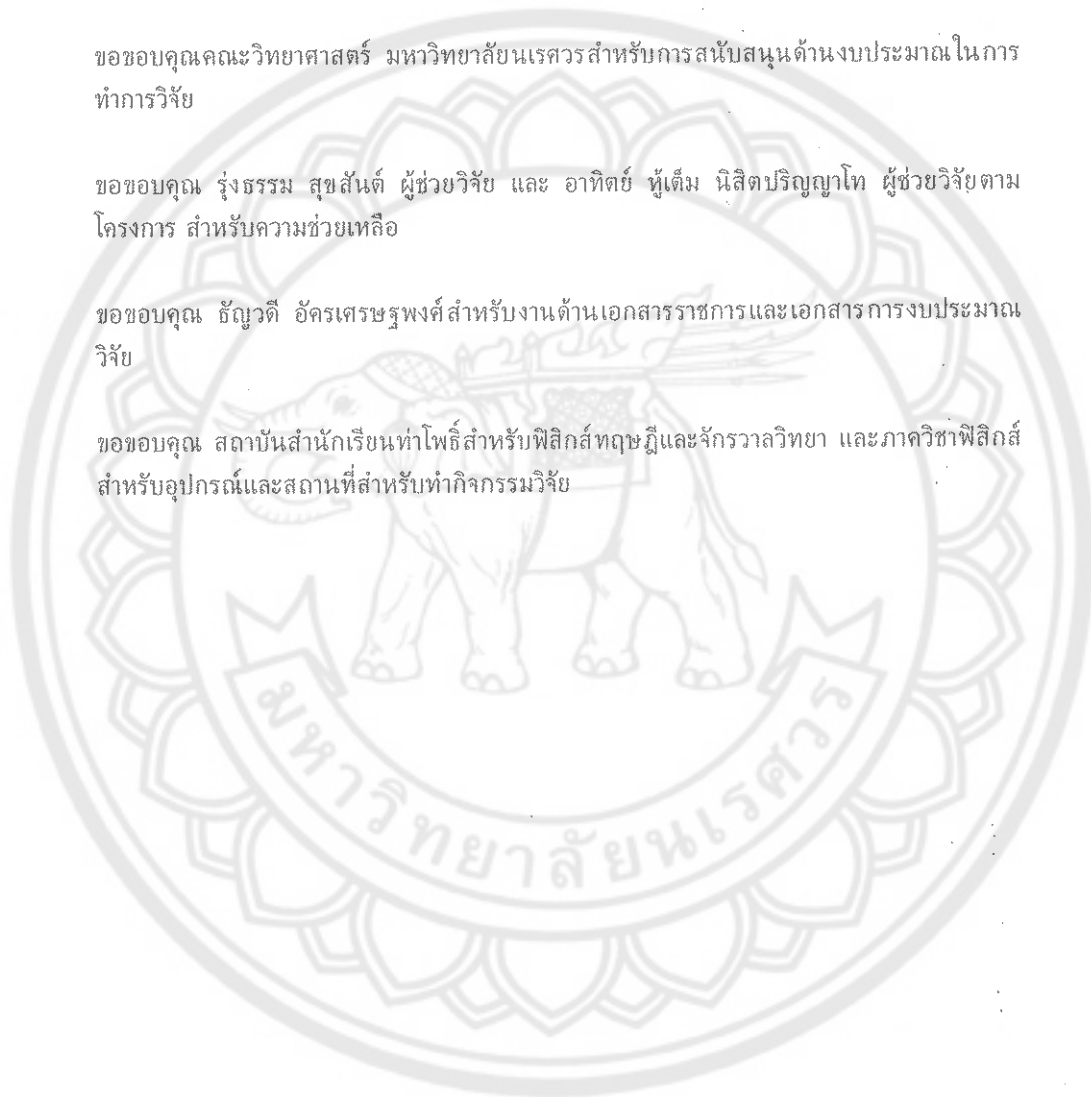 ขอขอบคุณคณะวิทยาศาสตร์ มหาวิทยาลัยนเรศวรสำหรับการสนับสนุนด้านงบประมาณในการ
ทำการวิจัย
ขอขอบคุณ รุ่งธรรม สุขสันต์ ผู้ช่วยวิจัย และ อาทิตย์ หู้เต็ม นิสิตปริญญาโท ผู้ช่วยวิจัยตาม
โครงการ สำหรับความช่วยเหลือ
ขอขอบคุณ ธัญวดี อัครเศรษฐพงศ์สำหรับงานด้านเอกสารราชการและเอกสารการงบประมาณ
วิจัย
ขอขอบคุณ สถาบันสำนักเรียนท่าโพธิ์สำหรับฟิสิกส์ทฤษฎีและจักรวาลวิทยา และภาควิชาฟิสิกส์
สำหรับอุปกรณ์และสถานที่สำหรับทำกิจกรรมวิจัย
มหาวิทยาลัยนเรศวร